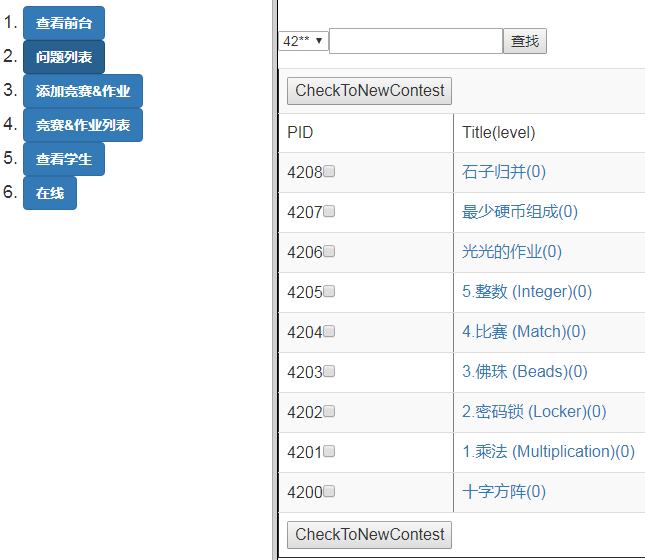 1. 查看前台
2. 问题列表
3. 添加竞赛&作业
4. 竞赛&作业列表
5. 查看学生
6. 在线
42** 查找
CheckToNewContest
PID Title(level)
4208 石子归并(0)
4207 最少硬币组成(0)
4206 光光的作业(0)
4205 5.整数 (Integer)(0)
4204 4.比赛 (Match)(0)
4203 3.佛珠 (Beads)(0)
4202 2.密码锁 (Locker)(0)
4201 1.乘法 (Multiplication)(0)
4200 十字方阵(0)
CheckToNewContest